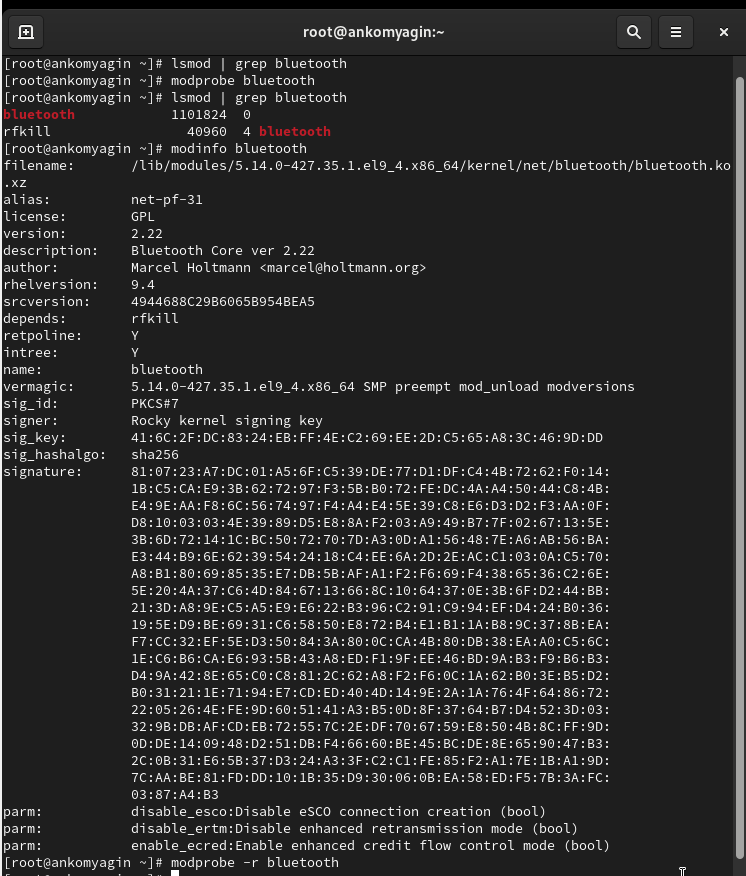 root@ankomyagin:~
[root@ankomyagin ~]# lsmod | grep bluetooth
[root@ankomyagin ~]# modprobe bluetooth
[root@ankomyagin ~]# lsmod | grep bluetooth
bluetooth            1101824  0
rfkill                 40960  4 bluetooth
[root@ankomyagin ~]# modinfo bluetooth
filename:       /lib/modules/5.14.0-427.35.1.el9_4.x86_64/kernel/net/bluetooth/bluetooth.ko
.xz
alias:          net-pf-31
license:        GPL
version:        2.22
description:    Bluetooth Core ver 2.22
author:         Marcel Holtmann <marcel@holtmann.org>
rhelversion:    9.4
srcversion:     4944688C29B6065B954BEA5
depends:        rfkill
retpoline:      Y
intree:         Y
name:           bluetooth
vermagic:       5.14.0-427.35.1.el9_4.x86_64 SMP preempt mod_unload modversions
sig_id:         PKCS#7
signer:         Rocky kernel signing key
sig_key:        41:6C:2F:DC:83:24:EB:FF:4E:C2:69:EE:2D:C5:65:A8:3C:46:9D:DD
sig_hashalgo:   sha256
signature:      81:07:23:A7:DC:01:A5:6F:C5:39:DE:77:D1:DF:C4:4B:72:62:F0:14:
1B:C5:CA:E9:3B:62:72:97:F3:5B:B0:72:FE:DC:4A:A4:50:44:C8:4B:
E4:9E:AA:F8:6C:56:74:97:F4:A4:E4:5E:39:C8:E6:D3:D2:F3:AA:0F:
D8:10:03:03:4E:39:89:D5:E8:8A:F2:03:A9:49:B7:7F:02:67:13:5E:
3B:6D:72:14:1C:BC:50:72:70:7D:A3:0D:A1:56:48:7E:A6:AB:56:BA:
E3:44:B9:6E:62:39:54:24:18:C4:EE:6A:2D:2E:AC:C1:03:0A:C5:70:
A8:B1:80:69:85:35:E7:DB:5B:AF:A1:F2:F6:69:F4:38:65:36:C2:6E:
5E:20:4A:37:C6:4D:84:67:13:66:8C:10:64:37:0E:3B:6F:D2:44:BB:
21:3D:A8:9E:C5:A5:E9:E6:22:B3:96:C2:91:C9:94:EF:D4:24:B0:36:
19:5E:D9:BE:69:31:C6:58:50:E8:72:B4:E1:B1:1A:B8:9C:37:8B:EA:
F7:CC:32:EF:5E:D3:50:84:3A:80:0C:CA:4B:80:DB:38:EA:A0:C5:6C:
1E:C6:B6:CA:E6:93:5B:43:A8:ED:F1:9F:EE:46:BD:9A:B3:F9:B6:B3:
D4:9A:42:8E:65:C0:C8:81:2C:62:A8:F2:F6:0C:1A:62:B0:3E:B5:D2:
B0:31:21:1E:71:94:E7:CD:ED:40:4D:14:9E:2A:1A:76:4F:64:86:72:
22:05:26:4E:FE:9D:60:51:41:A3:B5:0D:8F:37:64:B7:D4:52:3D:03:
32:9B:DB:AF:CD:EB:72:55:7C:2E:DF:70:67:59:E8:50:4B:8C:FF:9D:
0D:DE:14:09:48:D2:51:DB:F4:66:60:BE:45:BC:DE:8E:65:90:47:B3:
2C:0B:31:E6:5B:37:D3:24:A3:3F:C2:C1:FE:85:F2:A1:7E:1B:A1:9D:
7C:AA:BE:81:FD:DD:10:1B:35:D9:30:06:0B:EA:58:ED:F5:7B:3A:FC:
03:87:A4:B3
parm:           disable_esco:Disable eSCO connection creation (bool)
parm:           disable_ertm:Disable enhanced retransmission mode (bool)
parm:           enable_ecred:Enable enhanced credit flow control mode (bool)
[root@ankomyagin ~]# modprobe -r bluetooth